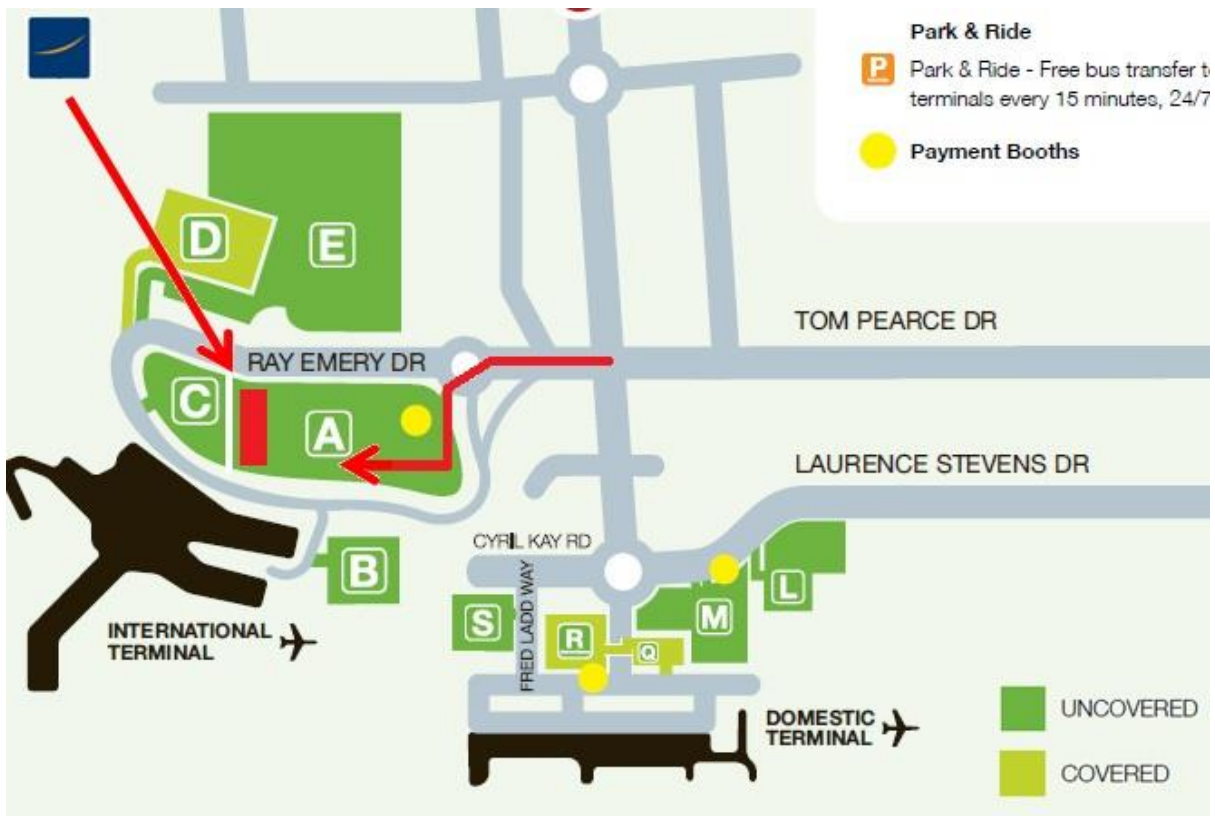 Park & Ride
P
Park & Ride - Free bus transfer to
terminals every 15 minutes, 24/7
Payment Booths
D
E
TOM PEARCE DR
RAY EMERY DR
C
A
LAURENCE STEVENS DR
CYRIL KAY RD
B
FRED LADD WAY
L
S
R
M
Q
INTERNATIONAL
TERMINAL
DOMESTIC
TERMINAL
UNCOVERED
COVERED